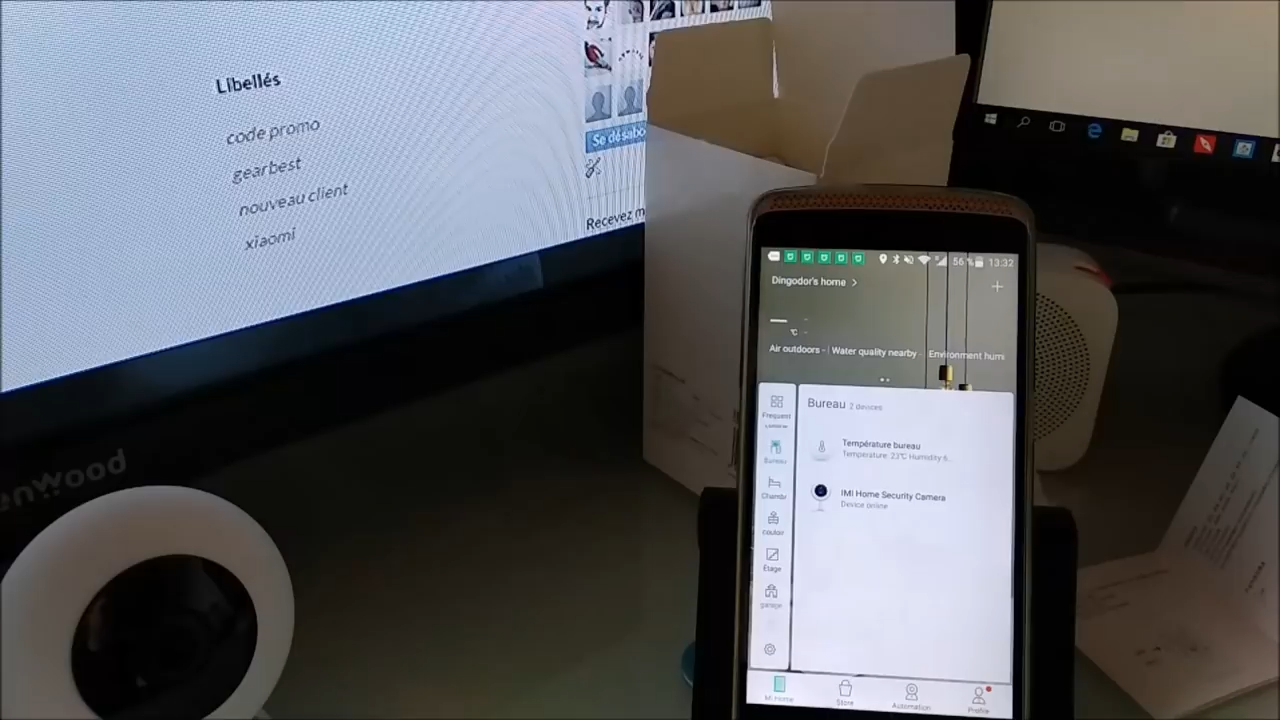 Libellés
code promo
gearbest
nouveau client
xiaomi
Se désabo
Recevez m
enwood
56 % 13:32
Dingodor's home >
+
°C -
Air outdoors - | Water quality nearby - Environment humi
Frequent
Bureau
Chambr
couloir
Étage
garage
Bureau 2 devices
Température bureau
Temperature: 23°C Humidity 6..
IMI Home Security Camera
Device online
Mi Home
Store
Automation
Profile